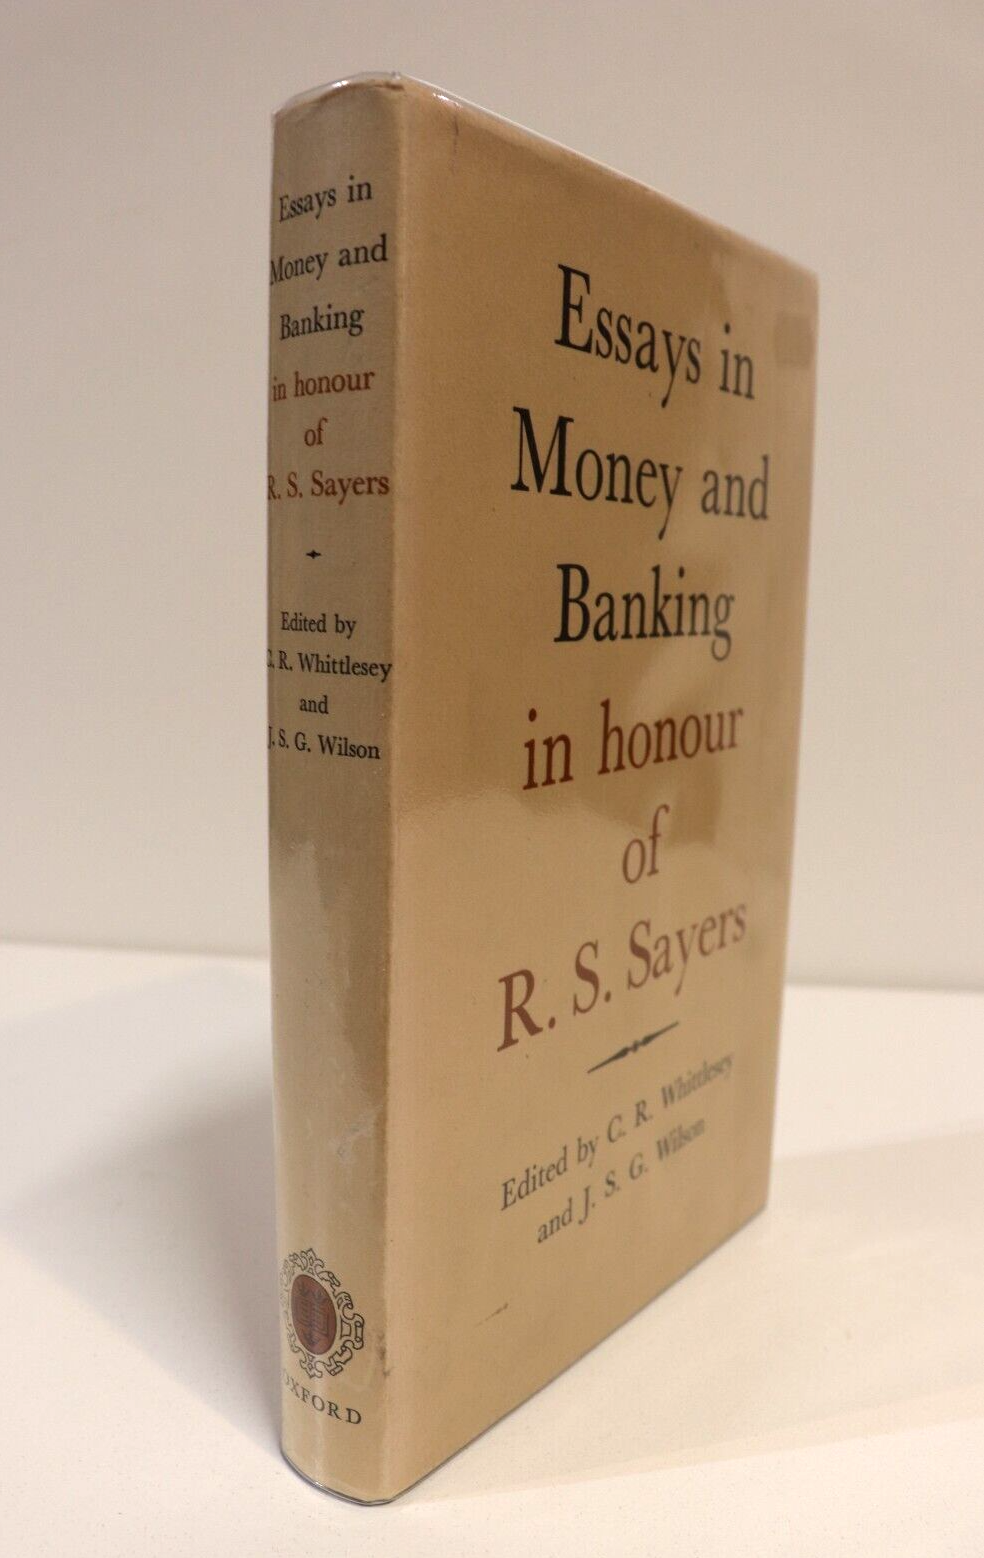 Essays in
Money and
Banking
in honour
of
R. S. Sayers
Edited by
C. R. Whittlesey
and
J. S. G. Wilson
OXFORD
Essays in
Money and
Banking
in honour
of
R. S. Sayers
Edited by C. R. Whittlesey
and J. S. G. Wilson